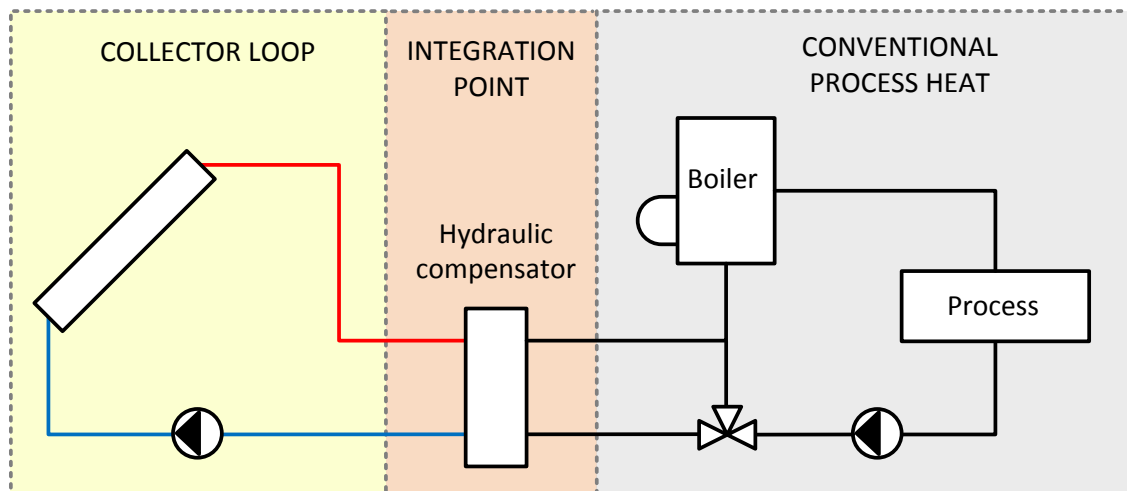 COLLECTOR LOOP
INTEGRATION
POINT
CONVENTIONAL
PROCESS HEAT
Boiler
Hydraulic
compensator
Process